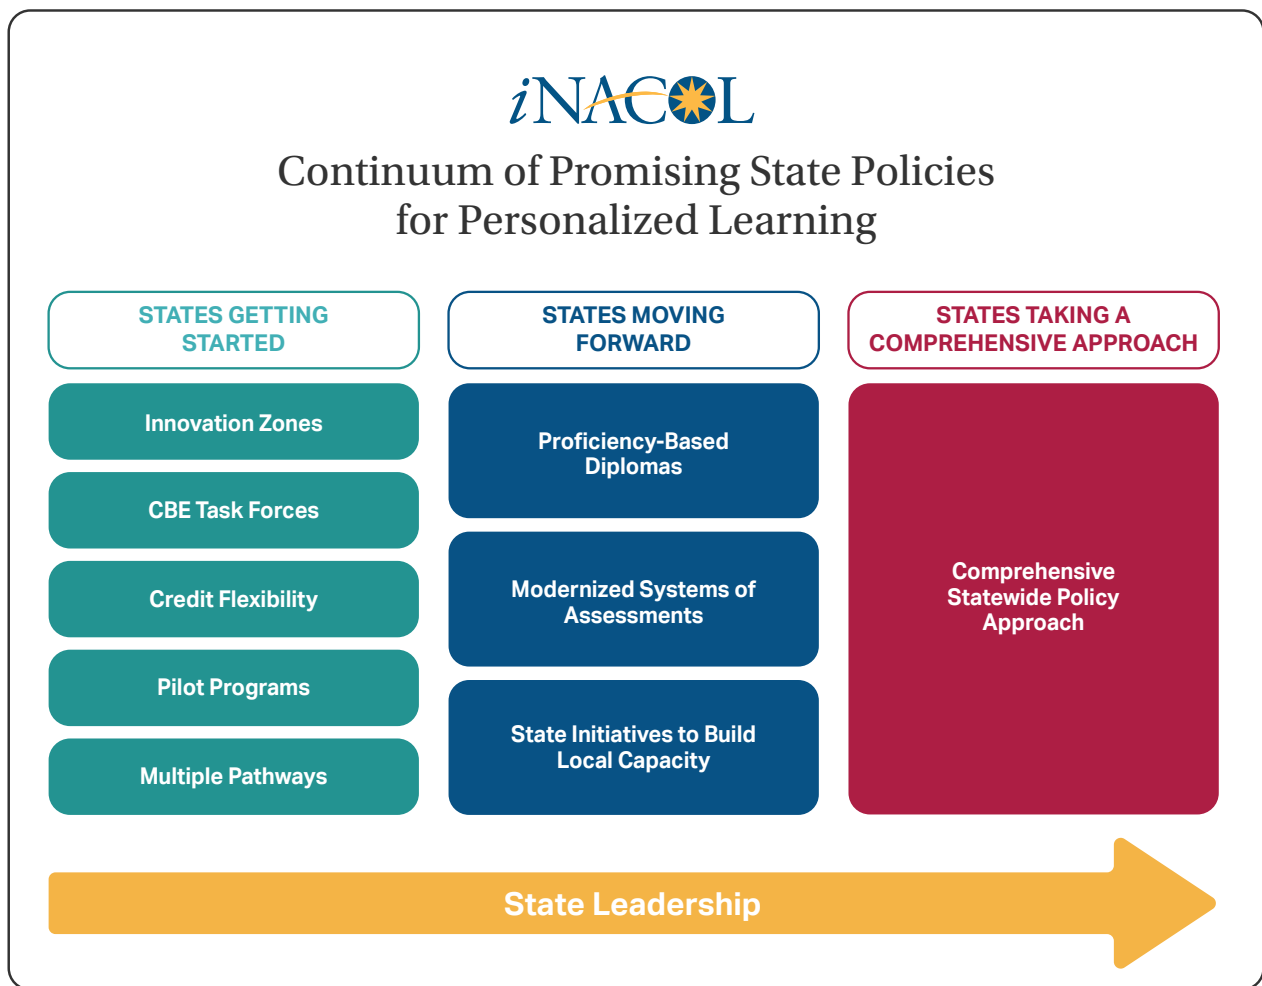 iNACOL
Continuum of Promising State Policies
for Personalized Learning
STATES GETTING
STARTED
Innovation Zones
CBE Task Forces
Credit Flexibility
Pilot Programs
Multiple Pathways
STATES MOVING
FORWARD
Proficiency-Based
Diplomas
Modernized Systems of
Assessments
State Initiatives to Build
Local Capacity
STATES TAKING A
COMPREHENSIVE APPROACH
Comprehensive
Statewide Policy
Approach
State Leadership